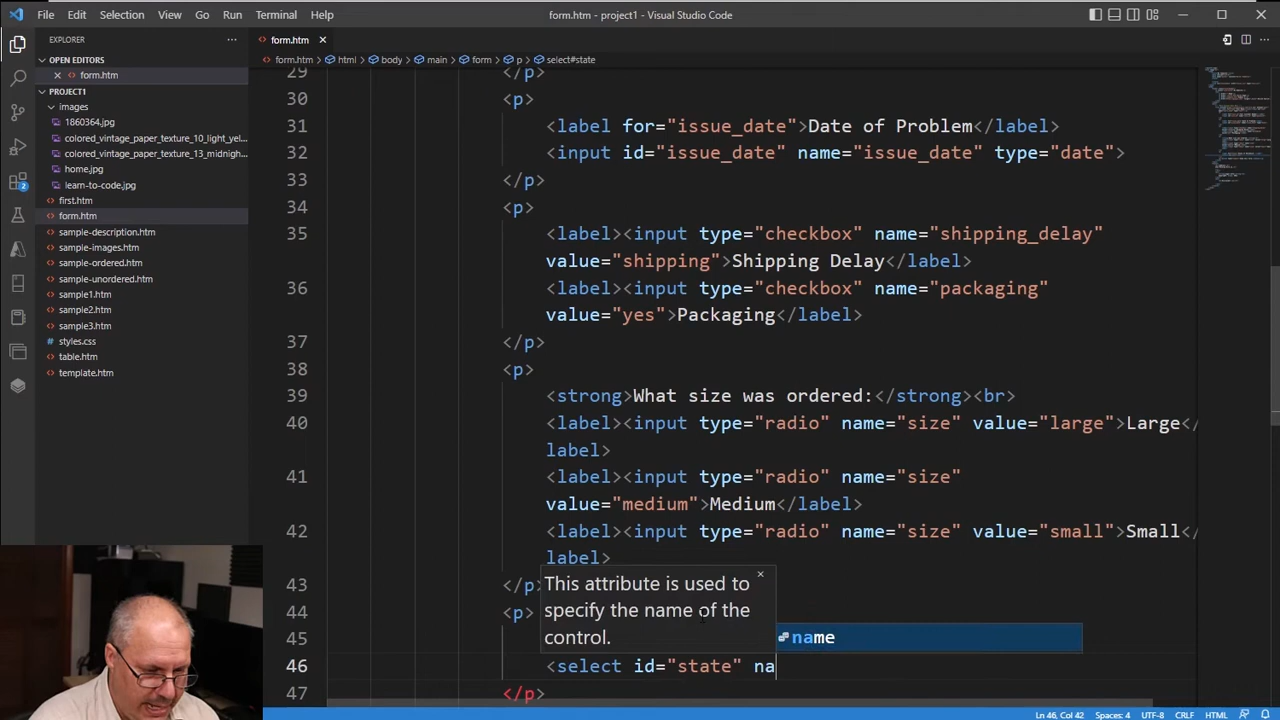 File Edit Selection View Go Run Terminal Help form.htm - project1 - Visual Studio Code
EXPLORER
OPEN EDITORS
form.htm
PROJECT1
images
1860364.jpg
colored_vintage_paper_texture_10_light_yel...
colored_vintage_paper_texture_13_midnigh...
home.jpg
learn-to-code.jpg
first.htm
form.htm
sample-description.htm
sample-images.htm
sample-ordered.htm
sample-unordered.htm
sample1.htm
sample2.htm
sample3.htm
styles.css
table.htm
template.htm
2
form.htm
form.htm > html > body > main > form > p > select#state
29 </p>
30 <p>
31 <label for="issue_date">Date of Problem</label>
32 <input id="issue_date" name="issue_date" type="date">
33 </p>
34 <p>
35 <label><input type="checkbox" name="shipping_delay"
value="shipping">Shipping Delay</label>
36 <label><input type="checkbox" name="packaging"
value="yes">Packaging</label>
37 </p>
38 <p>
39 <strong>What size was ordered:</strong><br>
40 <label><input type="radio" name="size" value="large">Large</
label>
41 <label><input type="radio" name="size"
value="medium">Medium</label>
42 <label><input type="radio" name="size" value="small">Small</
label>
43 </p>
44 <p>
45
46 <select id="state" na
47 </p>
This attribute is used to
specify the name of the
control.
name
Ln 46, Col 42 Spaces: 4 UTF-8 CRLF HTML